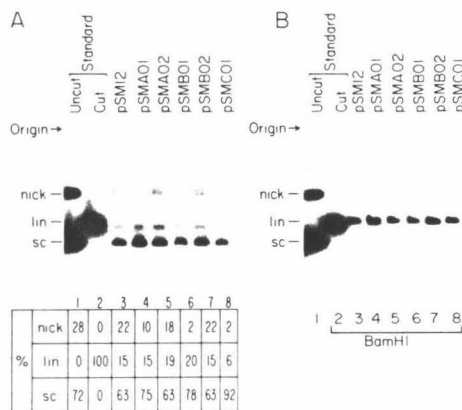 A
Standard
Uncut
Cut
pSM12
pSMA01
pSMA02
pSMB01
pSMB02
pSMC01
Origin→
nick–
lin–
sc–
1 2 3 4 5 6 7 8
nick 28 0 22 10 18 2 22 2
% lin 0 100 15 15 19 20 15 6
sc 72 0 63 75 63 78 63 92
B
Standard
Uncut
Cut
pSM12
pSMA01
pSMA02
pSMB01
pSMB02
pSMC01
Origin→
nick–
lin–
sc–
1 2 3 4 5 6 7 8
BamH1